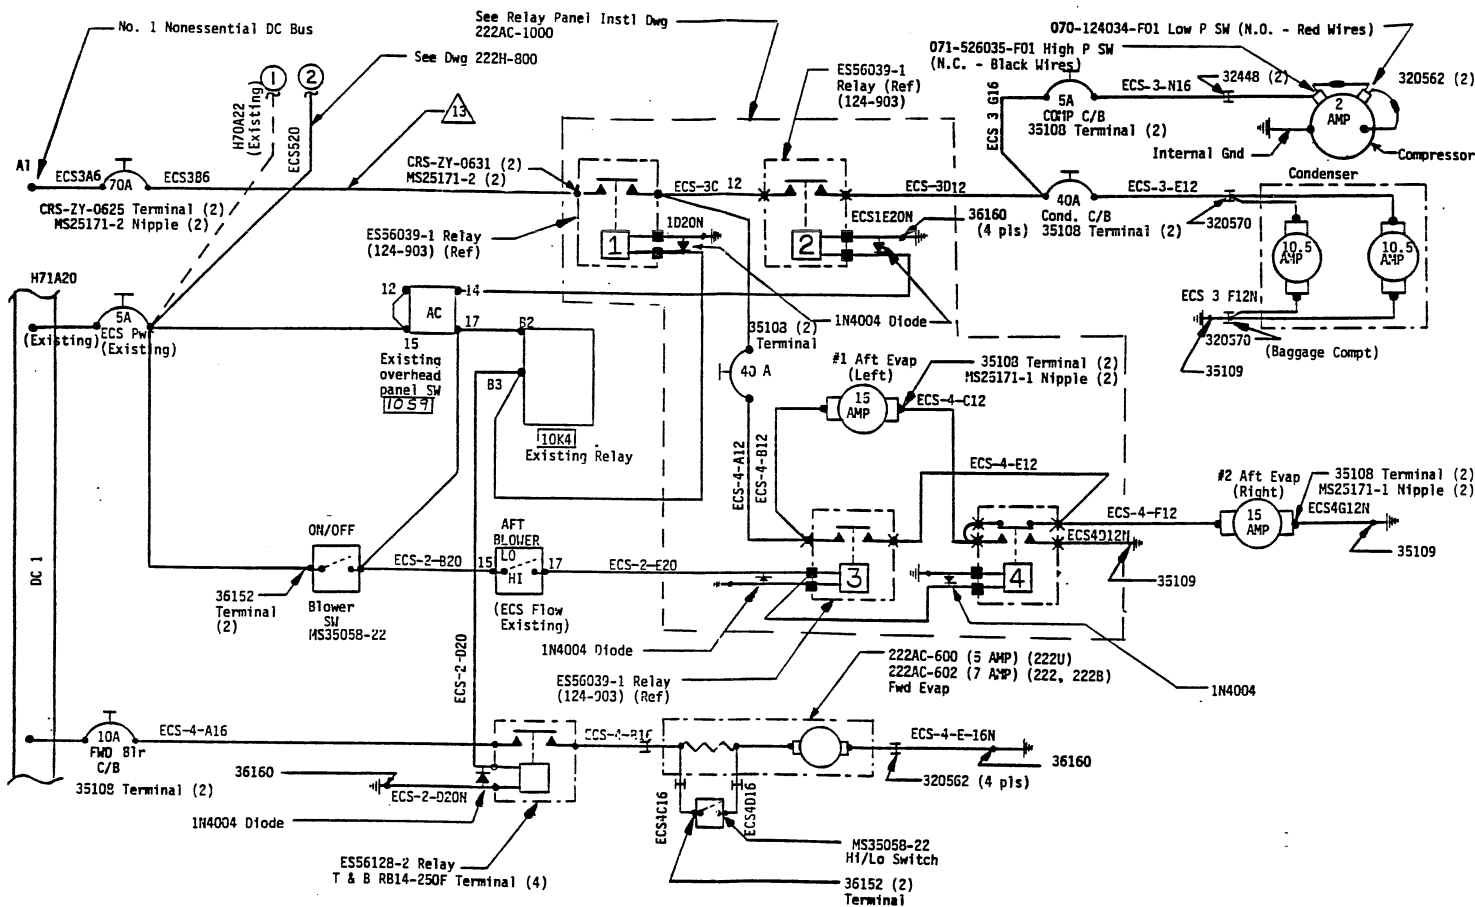 No. 1 Nonessential DC Bus
See Relay Panel Instl Dwg
222AC-1000
070-124034-F01 Low P SW (N.O. - Red Wires)
071-526035-F01 High P SW
(N.C. - Black Wires)
See Dwg 222H-800
1
2
ES56039-1
Relay (Ref)
(124-903)
ECS-3-N16
32448 (2)
320562 (2)
H70A22
(Existing)
ECS520
13
ECS 3 G16
5A
COMP C/B
35108 Terminal (2)
2
AMP
Internal Gnd
Compressor
Condenser
A1
ECS3A6
70A
ECS3B6
CRS-ZY-0631 (2)
MS25171-2 (2)
ECS-3C 12
ECS-3D12
40A
Cond. C/B
35108 Terminal (2)
ECS-3-E12
320570
CRS-ZY-0625 Terminal (2)
MS25171-2 Nipple (2)
ES56039-1 Relay
(124-903) (Ref)
1
1D20N
2
ECS1E20N
36160
(4 pls)
10.5
AMP
10.5
AMP
H71A20
12
14
AC
17
15
Existing
overhead
panel SW
10S9
5A
ECS Pwr
(Existing)
(Existing)
B2
B3
10K4
Existing Relay
35108 (2)
Terminal
40 A
1N4004 Diode
ECS 3 F12N
320570
(Baggage Compt)
35109
#1 Aft Evap
(Left)
15
AMP
35108 Terminal (2)
MS25171-1 Nipple (2)
ECS-4-C12
ECS-4-A12
ECS-4-B12
ECS-4-E12
#2 Aft Evap
(Right)
15
AMP
35108 Terminal (2)
MS25171-1 Nipple (2)
ECS4G12N
35109
ECS-4-F12
ECS4D12N
35109
DC 1
ON/OFF
36152
Terminal
(2)
Blower
SW
MS35058-22
ECS-2-B20
AFT
BLOWER
LO
HI
15
17
(ECS Flow
Existing)
ECS-2-E20
3
4
1N4004 Diode
ES56039-1 Relay
(124-903) (Ref)
ECS-2-D20
222AC-600 (5 AMP) (222U)
222AC-602 (7 AMP) (222, 222B)
Fwd Evap
1N4004
10A
FWD Blr
C/B
35108 Terminal (2)
ECS-4-A16
ECS-4-B16
ECS-4-E-16N
36160
320562 (4 pls)
36160
ECS-2-D20N
1N4004 Diode
ECS4C16
ECS4D16
MS35058-22
Hi/Lo Switch
ES56128-2 Relay
T & B RB14-250F Terminal (4)
36152 (2)
Terminal